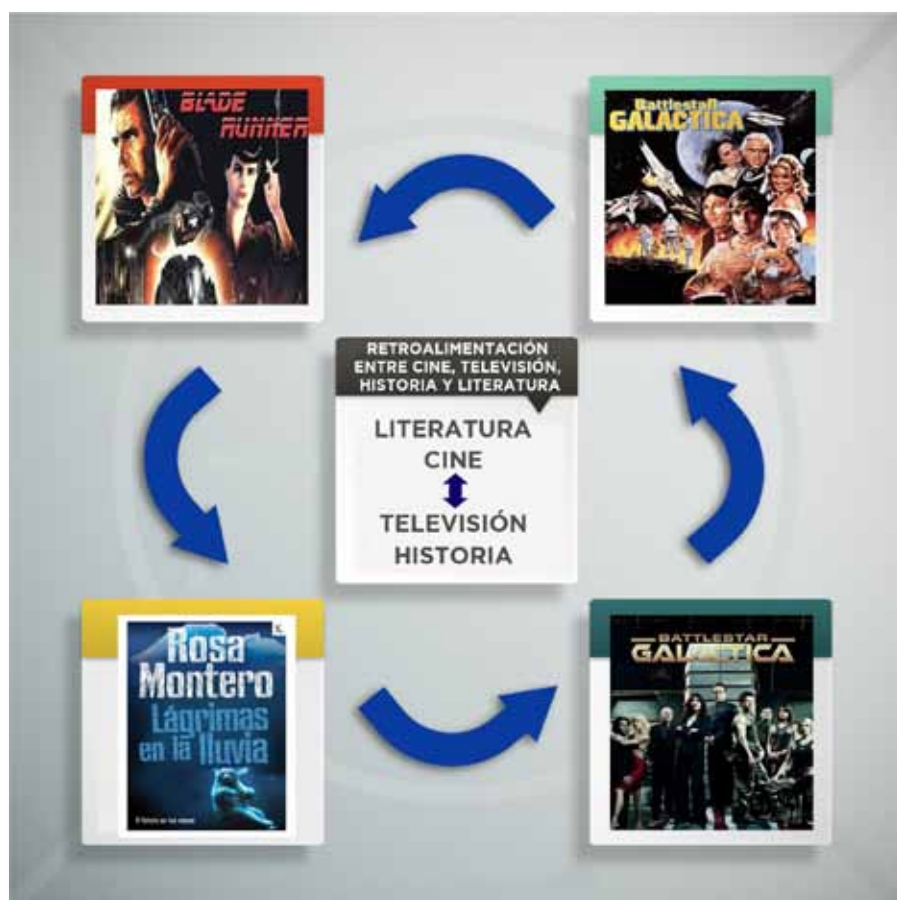 BLADE
RUNNER
Battlestar
GALACTICA
RETROALIMENTACIÓN
ENTRE CINE, TELEVISIÓN,
HISTORIA Y LITERATURA
LITERATURA
CINE
TELEVISIÓN
HISTORIA
Rosa
Montero
Lágrimas
en la lluvia
BATTLESTAR
GALACTICA